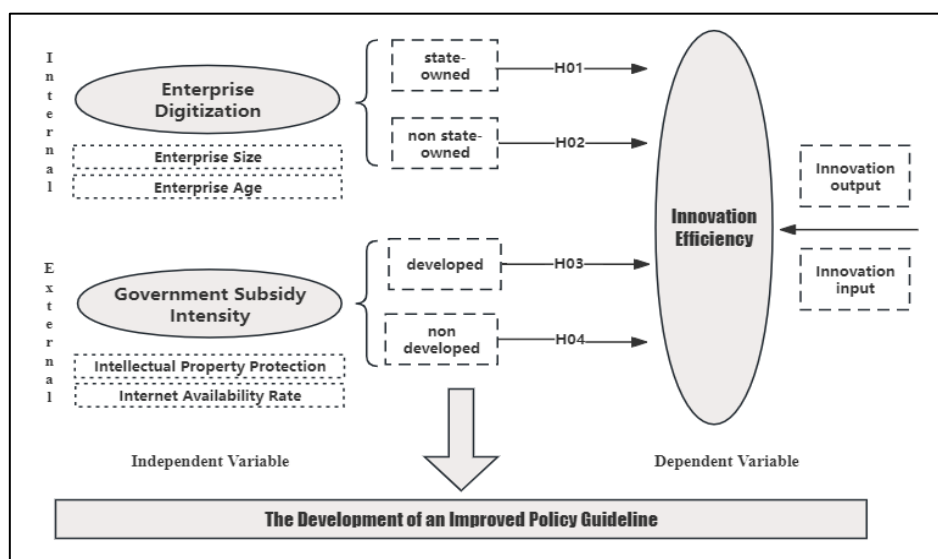 Internal
Enterprise
Digitization
Enterprise Size
Enterprise Age
state-
owned
H01
non state-
owned
H02
External
Government Subsidy
Intensity
Intellectual Property Protection
Internet Availability Rate
developed
H03
non
developed
H04
Innovation
Efficiency
Innovation
output
Innovation
input
Independent Variable
Dependent Variable
The Development of an Improved Policy Guideline